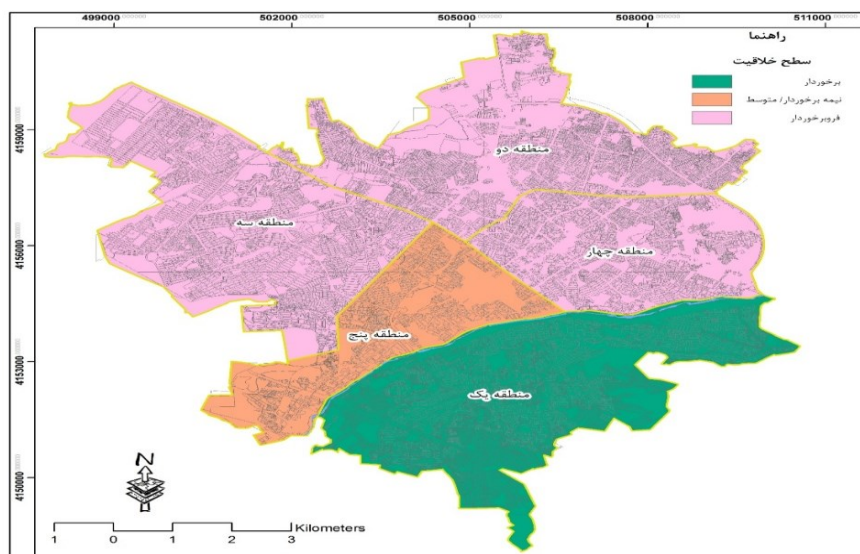 499000 502000 505000 508000 511000
راهنما
سطح خلاقیت
برخوردار
نیمه برخوردار/ متوسط
فروبرخوردار
4159000
4156000
4153000
4150000
منطقه دو
منطقه سه
منطقه چهار
منطقه پنج
منطقه یک
N
1 0 1 2 3 Kilometers